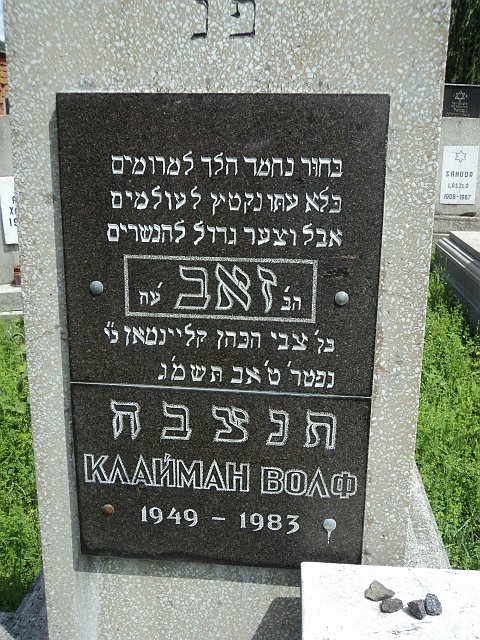 פ נ
בחור נחמד הלך למרומים
בלא עתו נקטיץ לעולמים
אבל וצער גדול להנשרים
הב׳ זאב ע׳ה
בן צבי הכהן קליינמאן נ״י
נפטר ט׳ אב תשמ״ג
ת נ צ ב ה
КЛАЙМАН ВОЛФ
1949 - 1983
SÁNDOR
LÁSZLÓ
1908-1987